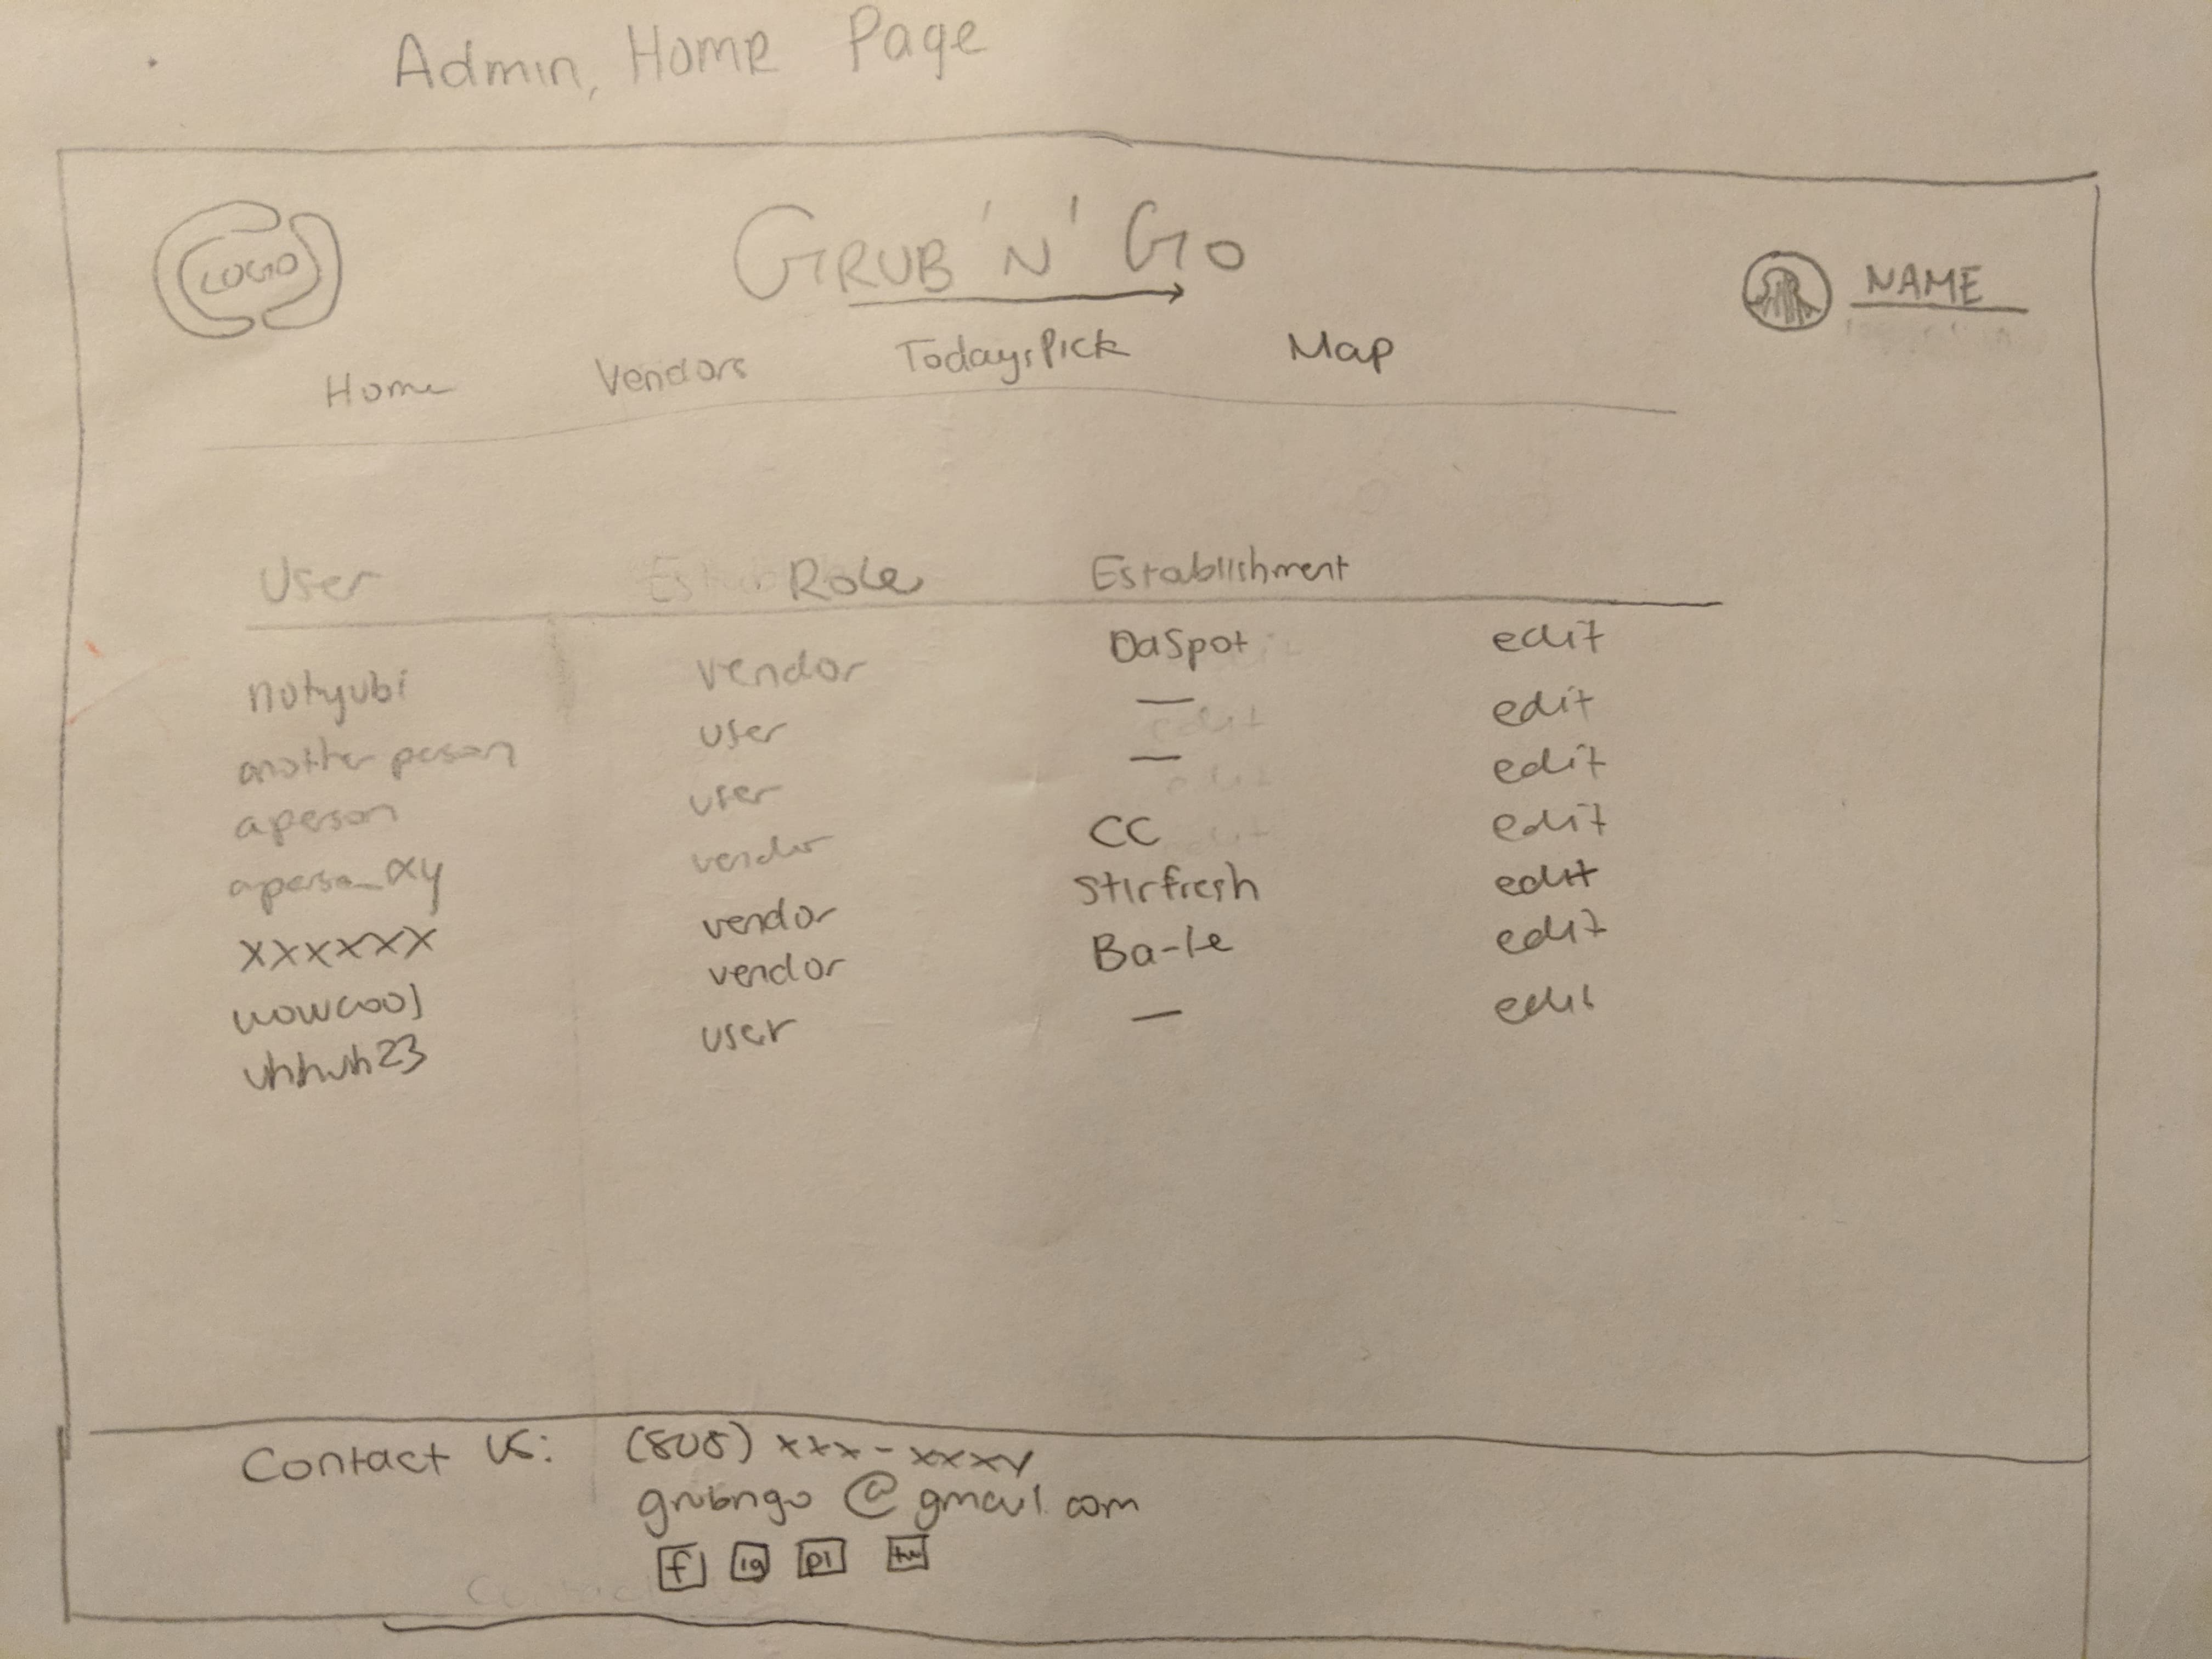 Admin, Home Page
LOGO
GRUB 'N' GO
NAME
Home Vendors Today's Pick Map
User Role Establishment
notyubi vendor DaSpot edit
another person user — edit
aperson user — edit
aperson_xy vendor CC edit
xxxxxx vendor Stirfresh edit
wowcool vendor Ba-le edit
uhhuh23 user — edit
Contact us: (808) xxx-xxxx
grubngo@gmail.com
f ig pi tw